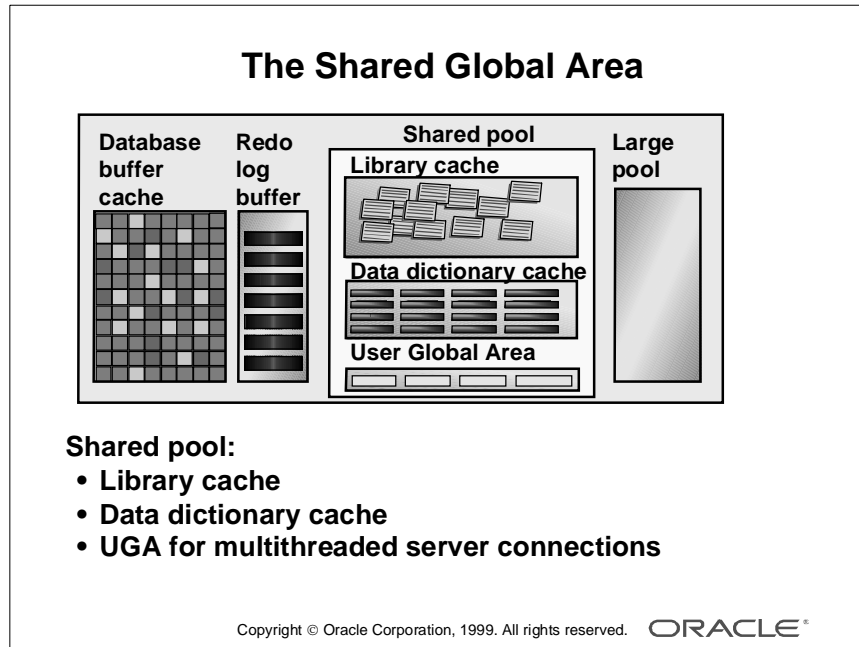 The Shared Global Area
Database
buffer
cache
Redo
log
buffer
Shared pool
Library cache
Data dictionary cache
User Global Area
Large
pool
Shared pool:
• Library cache
• Data dictionary cache
• UGA for multithreaded server connections
Copyright © Oracle Corporation, 1999. All rights reserved. ORACLE®